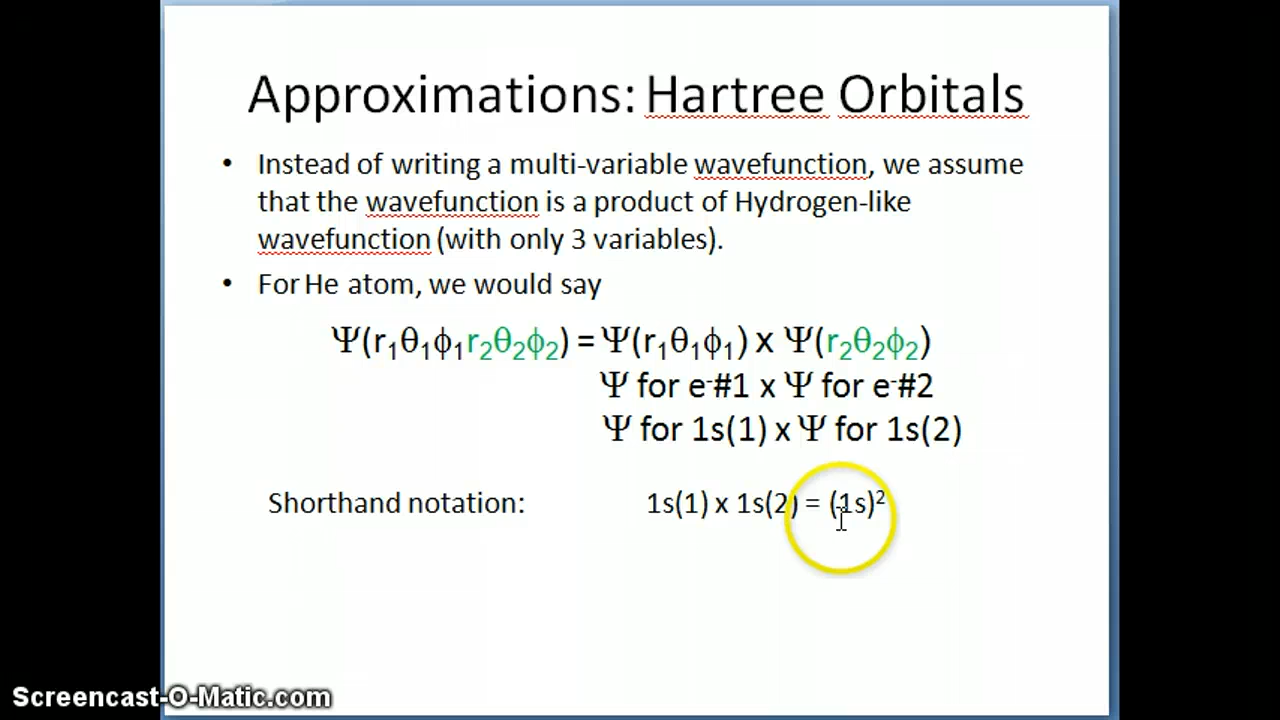 Approximations: Hartree Orbitals
• Instead of writing a multi-variable wavefunction, we assume
that the wavefunction is a product of Hydrogen-like
wavefunction (with only 3 variables).
• For He atom, we would say
Ψ(r₁θ₁ϕ₁r₂θ₂ϕ₂) = Ψ(r₁θ₁ϕ₁) x Ψ(r₂θ₂ϕ₂)
Ψ for e⁻#1 x Ψ for e⁻#2
Ψ for 1s(1) x Ψ for 1s(2)
Shorthand notation: 1s(1) x 1s(2) = (1s)²
Screencast-O-Matic.com